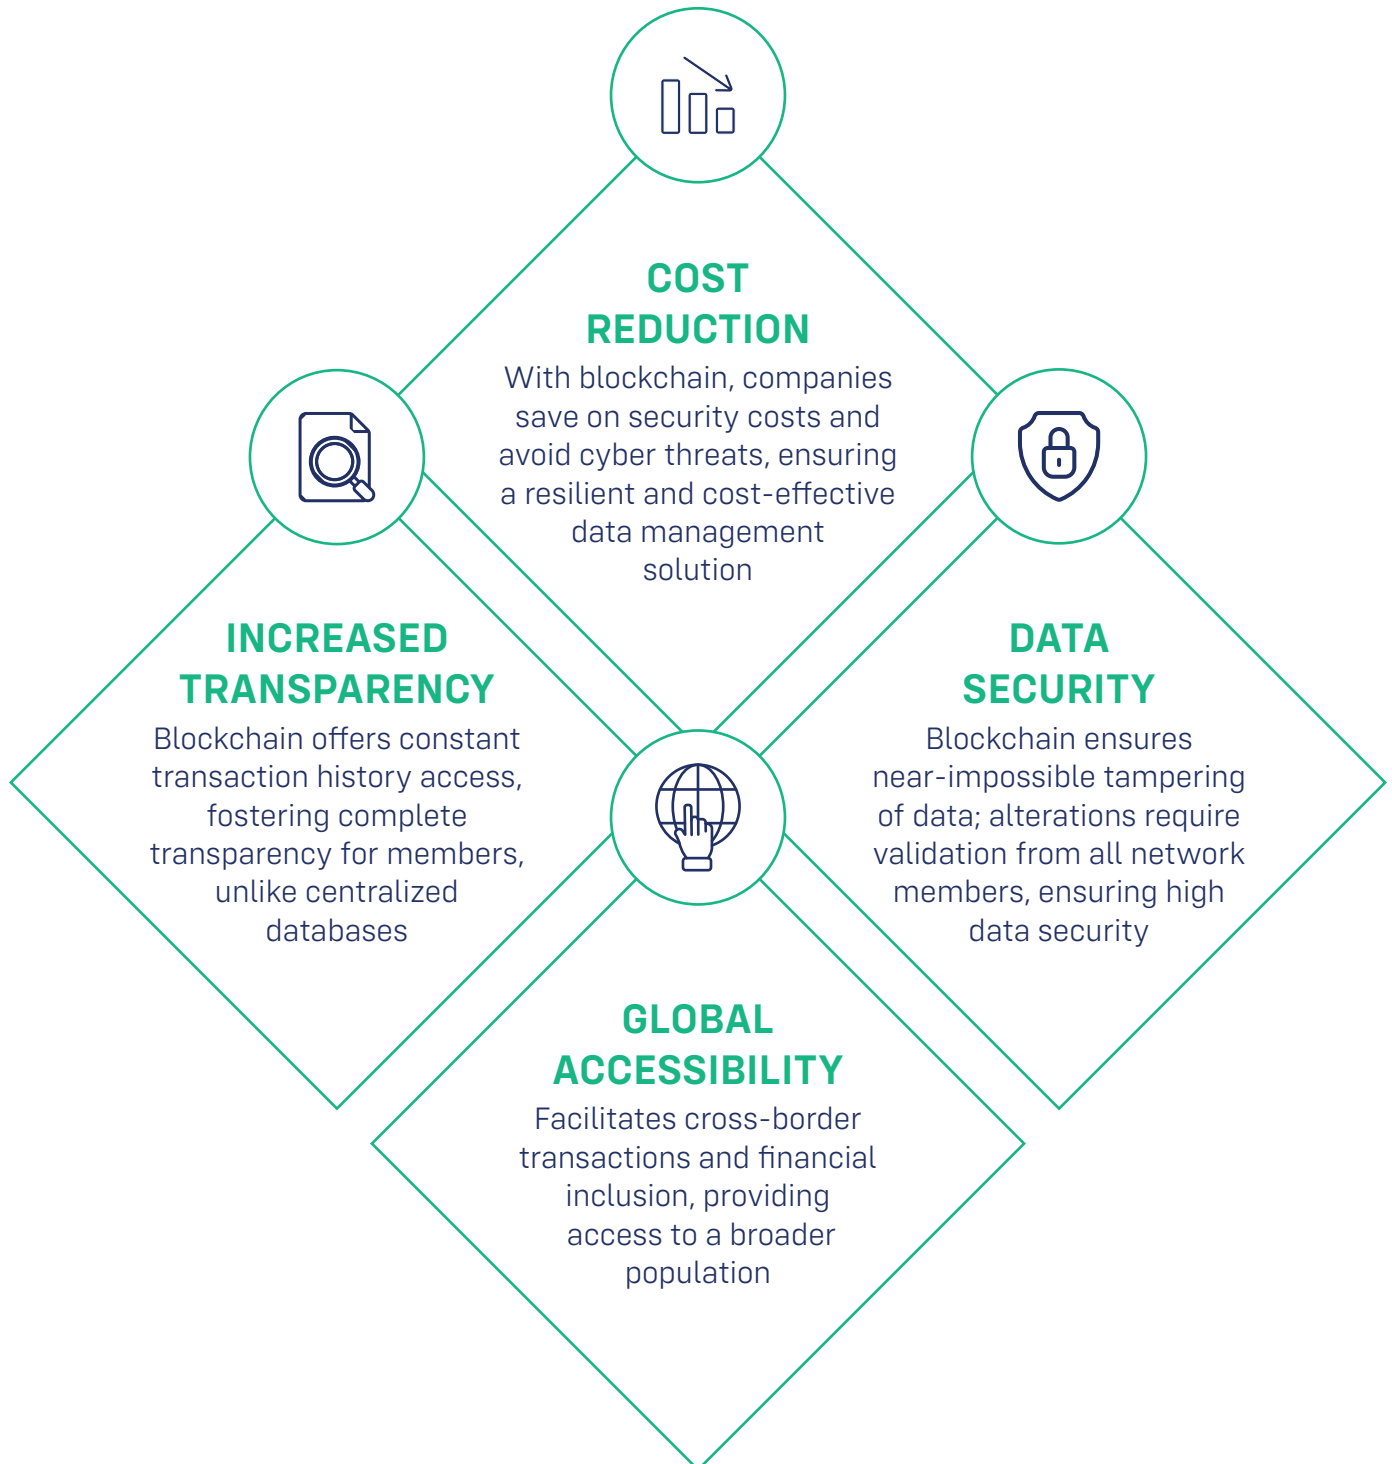 COST
REDUCTION
With blockchain, companies
save on security costs and
avoid cyber threats, ensuring
a resilient and cost-effective
data management
solution
INCREASED
TRANSPARENCY
Blockchain offers constant
transaction history access,
fostering complete
transparency for members,
unlike centralized
databases
DATA
SECURITY
Blockchain ensures
near-impossible tampering
of data; alterations require
validation from all network
members, ensuring high
data security
GLOBAL
ACCESSIBILITY
Facilitates cross-border
transactions and financial
inclusion, providing
access to a broader
population